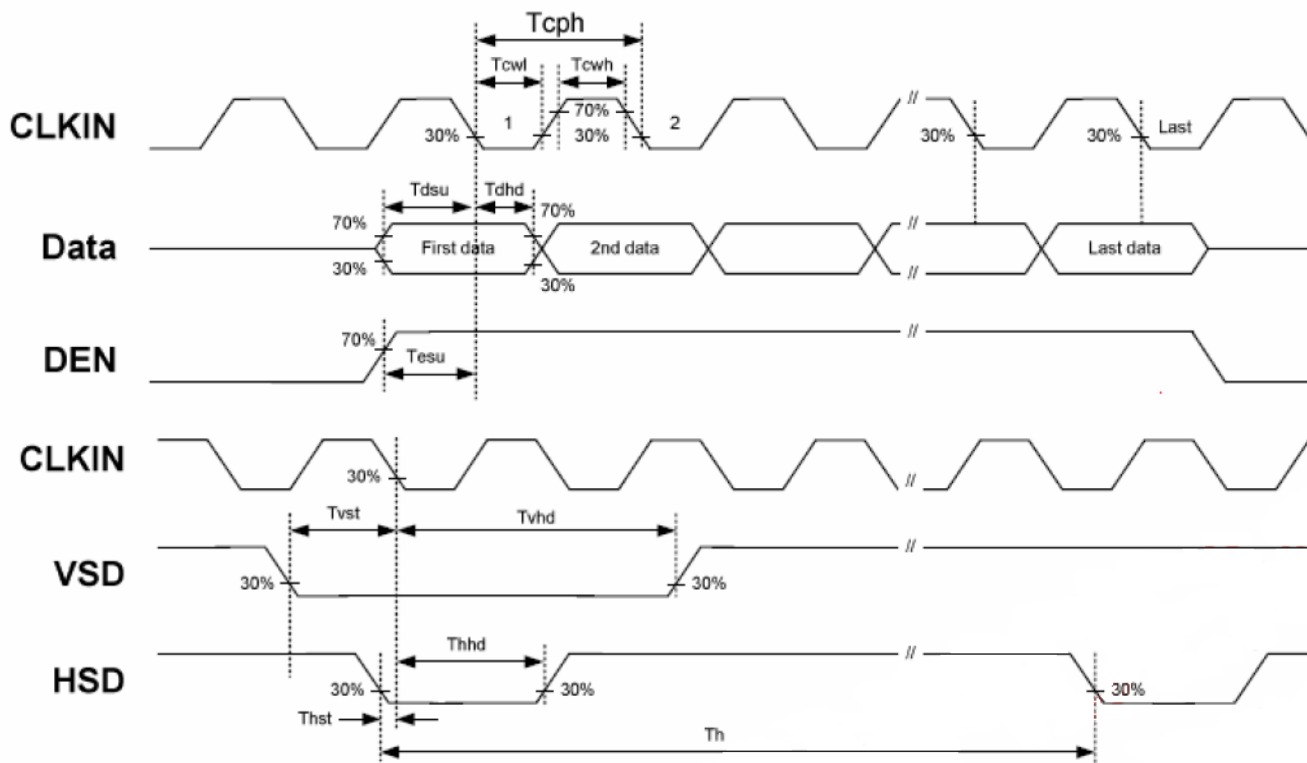 Tcph
Tcwl Tcwh
CLKIN 30% 1 70% 30% 2 // 30% 30% Last
Tdsu Tdhd
70% 70%
Data First data 2nd data // Last data
30% 30% //
DEN 70% //
Tesu
CLKIN 30% //
Tvst Tvhd
VSD 30% 30% //
Thhd
HSD 30% 30% // 30%
Thst
Th